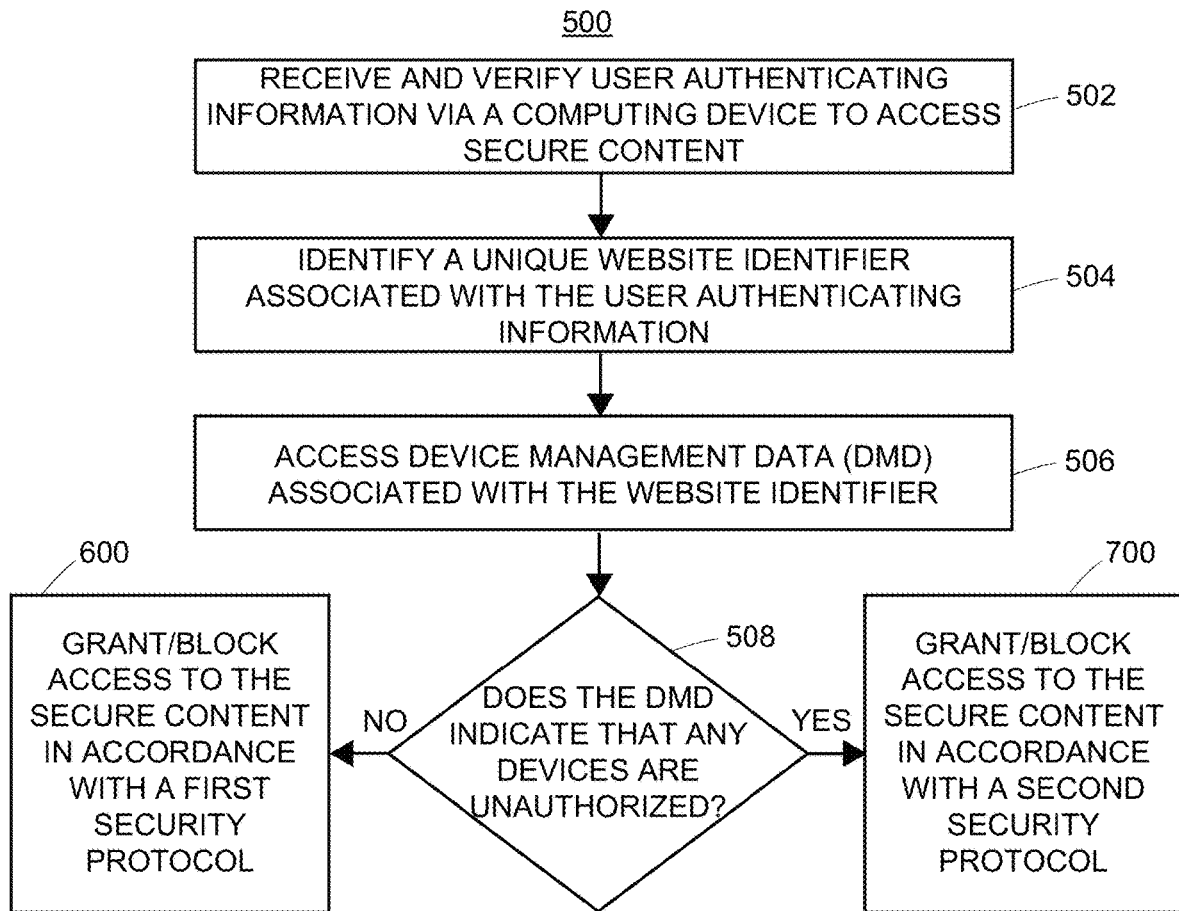 500
RECEIVE AND VERIFY USER AUTHENTICATING
INFORMATION VIA A COMPUTING DEVICE TO ACCESS
SECURE CONTENT
502
IDENTIFY A UNIQUE WEBSITE IDENTIFIER
ASSOCIATED WITH THE USER AUTHENTICATING
INFORMATION
504
ACCESS DEVICE MANAGEMENT DATA (DMD)
ASSOCIATED WITH THE WEBSITE IDENTIFIER
506
600
GRANT/BLOCK
ACCESS TO THE
SECURE CONTENT
IN ACCORDANCE
WITH A FIRST
SECURITY
PROTOCOL
NO
508
DOES THE DMD
INDICATE THAT ANY
DEVICES ARE
UNAUTHORIZED?
YES
700
GRANT/BLOCK
ACCESS TO THE
SECURE CONTENT
IN ACCORDANCE
WITH A SECOND
SECURITY
PROTOCOL